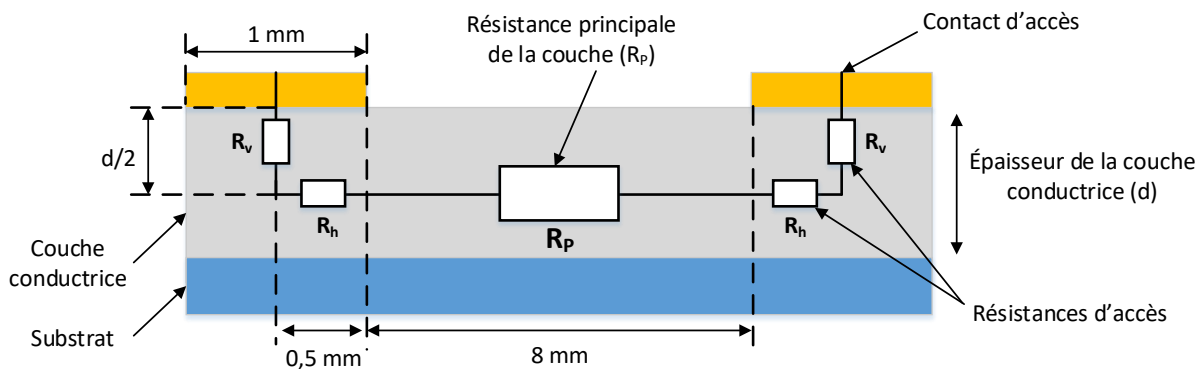 1 mm
Résistance principale
de la couche (RP)
Contact d’accès
d/2
Rv
Rh
RP
Rh
Rv
Épaisseur de la couche
conductrice (d)
Couche
conductrice
Substrat
0,5 mm
8 mm
Résistances d’accès